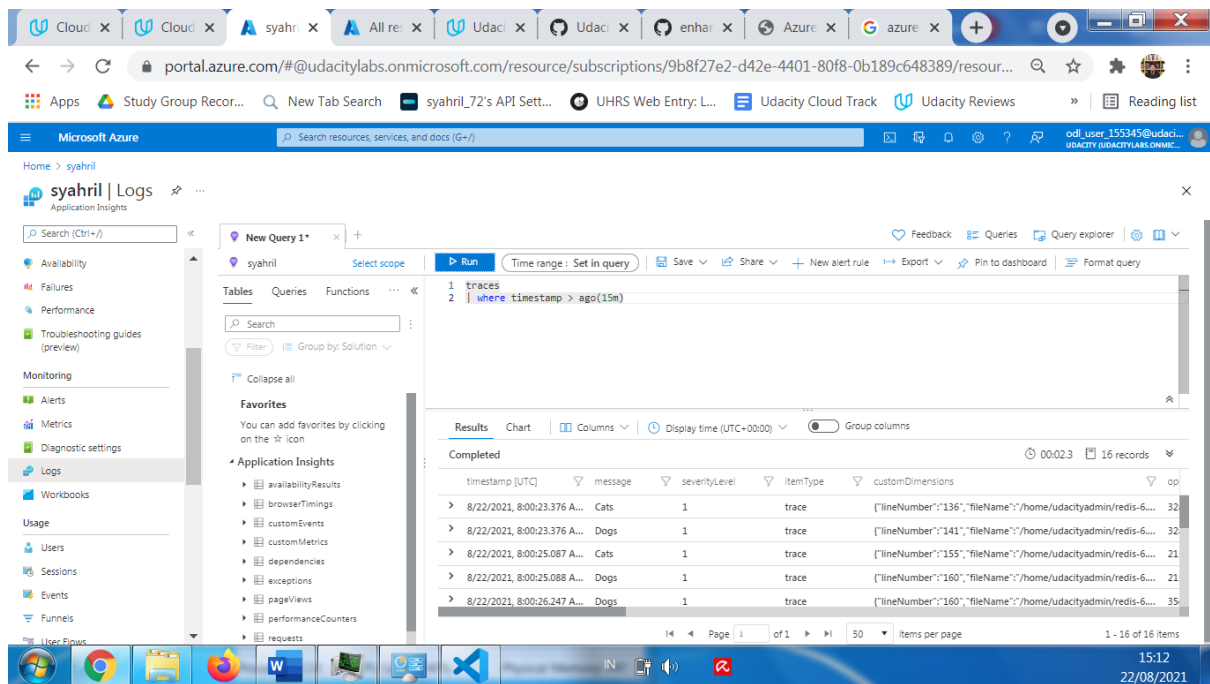 Cloud
Cloud
syahri
All re
Udaci
Udaci
enhar
Azure
azure
portal.azure.com/#@udacitylabs.onmicrosoft.com/resource/subscriptions/9b8f27e2-d42e-4401-80f8-0b189c648389/resour...
Apps Study Group Recor... New Tab Search syahril_72's API Sett... UHRS Web Entry: L... Udacity Cloud Track Udacity Reviews » Reading list
Microsoft Azure
Search resources, services, and docs (G+/)
odl_user_155345@udaci...
UDACITY (UDACITYLABS.ONMIC...
Home > syahril
syahril | Logs
Application Insights
Search (Ctrl+/)
Availability
Failures
Performance
Troubleshooting guides
(preview)
Monitoring
Alerts
Metrics
Diagnostic settings
Logs
Workbooks
Usage
Users
Sessions
Events
Funnels
User Flows
New Query 1*
Feedback Queries Query explorer
syahril Select scope
Run Time range : Set in query Save Share New alert rule Export Pin to dashboard Format query
Tables Queries Functions ...
Search
Filter Group by: Solution
Collapse all
Favorites
You can add favorites by clicking
on the ☆ icon
Application Insights
availabilityResults
browserTimings
customEvents
customMetrics
dependencies
exceptions
pageViews
performanceCounters
requests
1 traces
2 | where timestamp > ago(15m)
Results Chart Columns Display time (UTC+00:00) Group columns
Completed 00:02.3 16 records
timestamp [UTC] message severityLevel itemType customDimensions op
8/22/2021, 8:00:23.376 A... Cats 1 trace {"lineNumber":"136","fileName":"/home/udacityadmin/redis-6.... 32
8/22/2021, 8:00:23.376 A... Dogs 1 trace {"lineNumber":"141","fileName":"/home/udacityadmin/redis-6.... 32
8/22/2021, 8:00:25.087 A... Cats 1 trace {"lineNumber":"155","fileName":"/home/udacityadmin/redis-6.... 21
8/22/2021, 8:00:25.088 A... Dogs 1 trace {"lineNumber":"160","fileName":"/home/udacityadmin/redis-6.... 21
8/22/2021, 8:00:26.247 A... Dogs 1 trace {"lineNumber":"160","fileName":"/home/udacityadmin/redis-6.... 35
Page 1 of 1 50 items per page 1 - 16 of 16 items
IN
15:12
22/08/2021